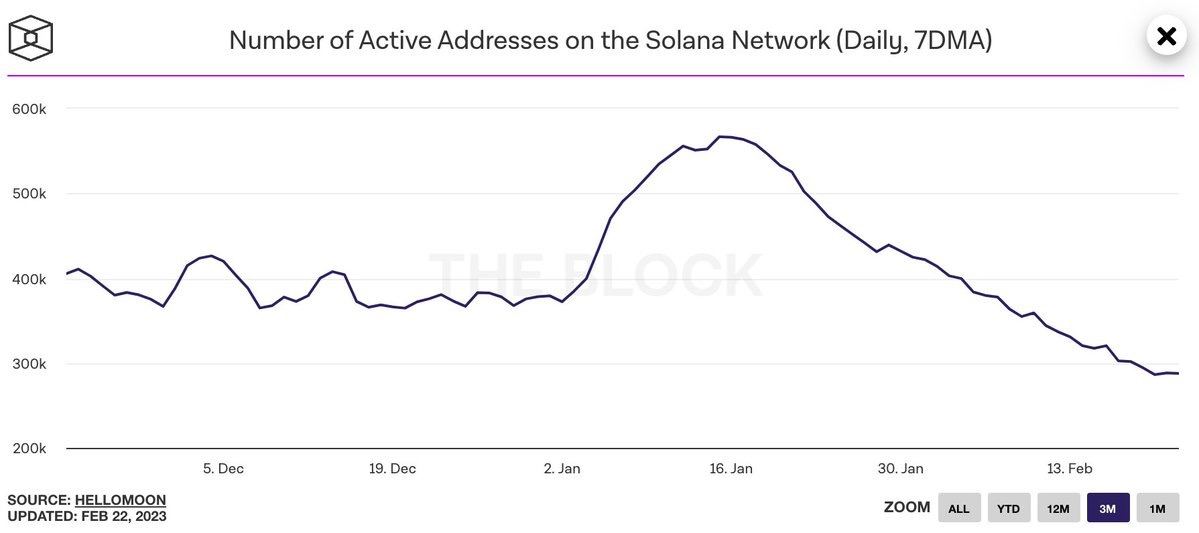 Number of Active Addresses on the Solana Network (Daily, 7DMA)
600k
500k
400k
300k
200k
THE BLOCK
5. Dec
19. Dec
2. Jan
16. Jan
30. Jan
13. Feb
SOURCE: HELLOMOON
UPDATED: FEB 22, 2023
ZOOM
ALL
YTD
12M
3M
1M